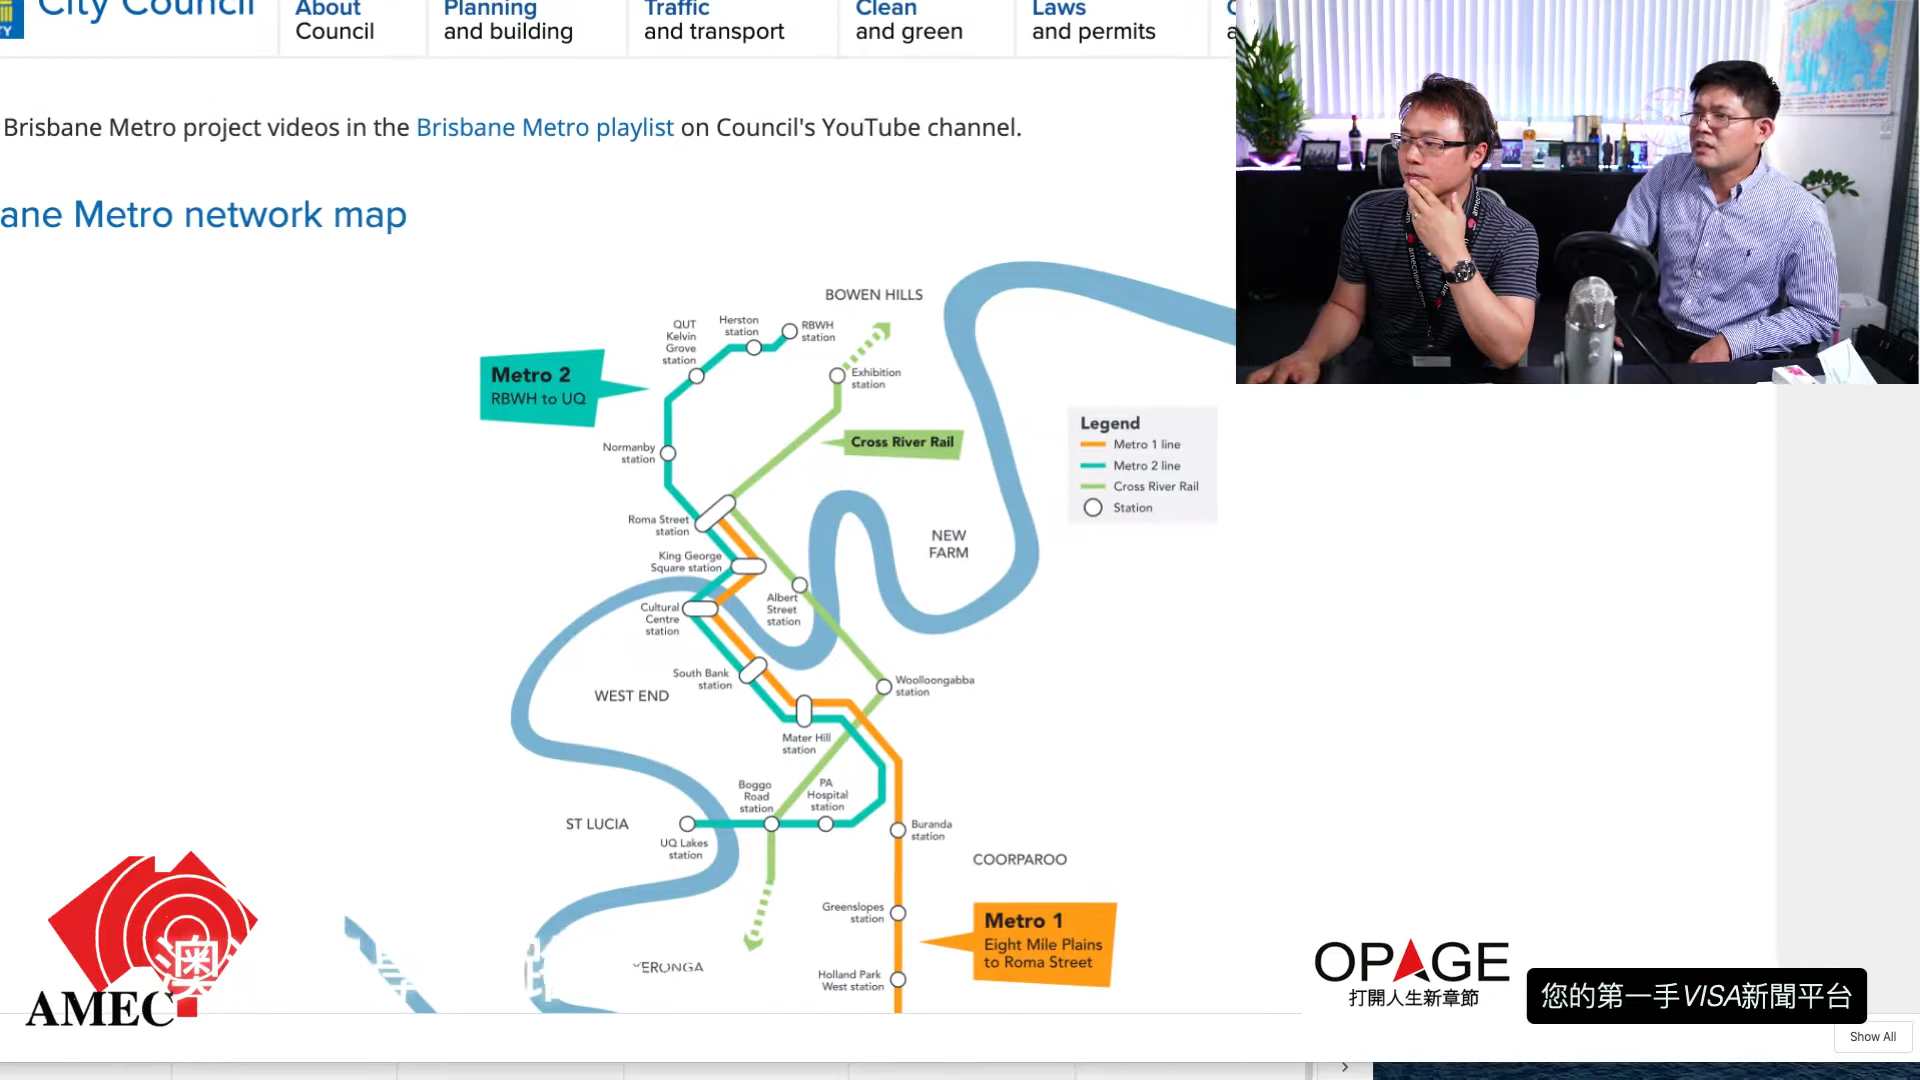 City Council
About
Council
Planning
and building
Traffic
and transport
Clean
and green
Laws
and permits
Brisbane Metro project videos in the Brisbane Metro playlist on Council's YouTube channel.
ane Metro network map
BOWEN HILLS
QUT
Kelvin
Grove
station
Herston
station
RBWH
station
Metro 2
RBWH to UQ
Exhibition
station
Cross River Rail
Legend
Metro 1 line
Metro 2 line
Cross River Rail
Station
Normanby
station
Roma Street
station
NEW
FARM
King George
Square station
Albert
Street
station
Cultural
Centre
station
South Bank
station
Woolloongabba
station
WEST END
Mater Hill
station
Boggo
Road
station
PA
Hospital
station
ST LUCIA
UQ Lakes
station
Buranda
station
COORPAROO
Greenslopes
station
Metro 1
Eight Mile Plains
to Roma Street
YERONGA
Holland Park
West station
澳
AMEC
OPAGE
打開人生新章節
您的第一手VISA新聞平台
Show All
amecnews.com